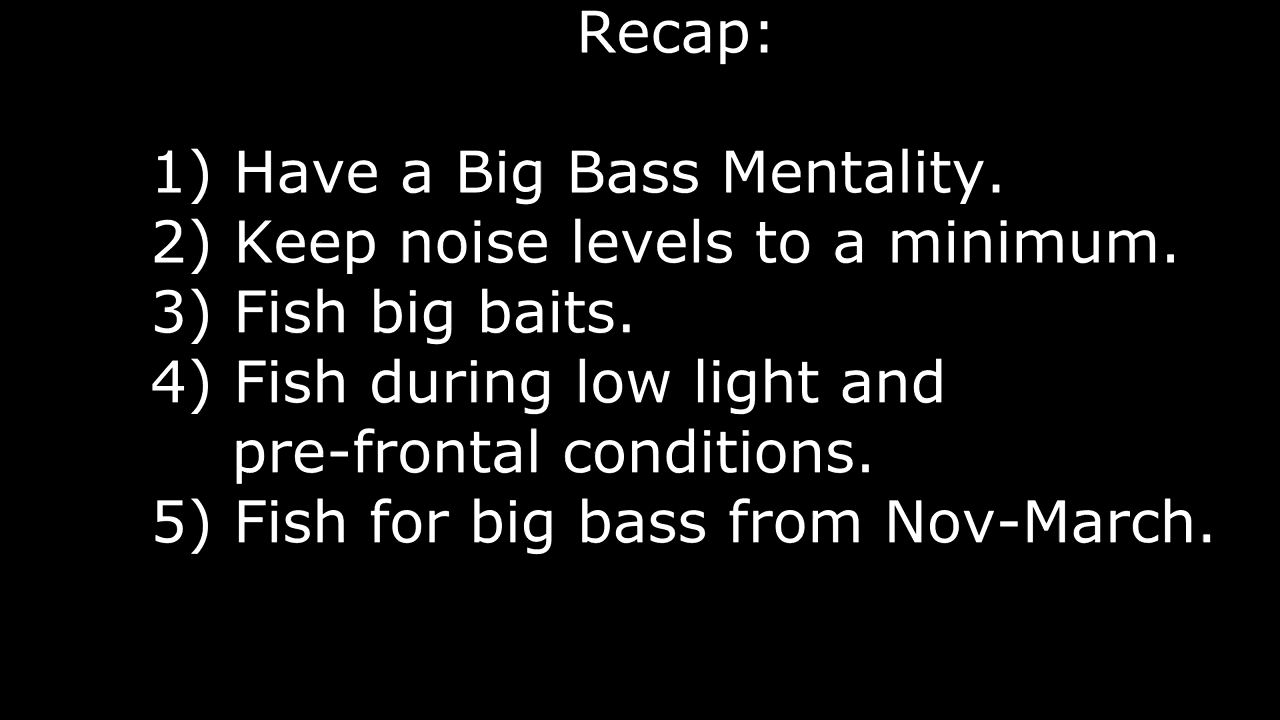 Recap:
1) Have a Big Bass Mentality.
2) Keep noise levels to a minimum.
3) Fish big baits.
4) Fish during low light and
pre-frontal conditions.
5) Fish for big bass from Nov-March.